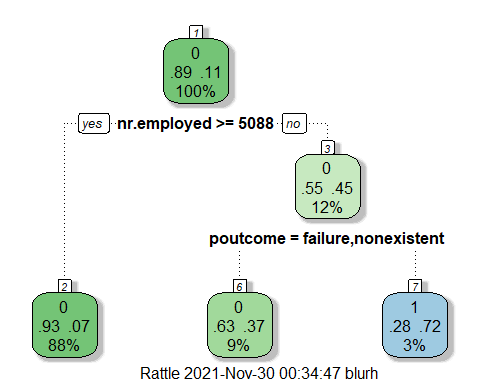 1
0
.89 .11
100%
yes nr.employed >= 5088 no
3
0
.55 .45
12%
poutcome = failure,nonexistent
2 6 7
0 0 1
.93 .07 .63 .37 .28 .72
88% 9% 3%
Rattle 2021-Nov-30 00:34:47 blurh